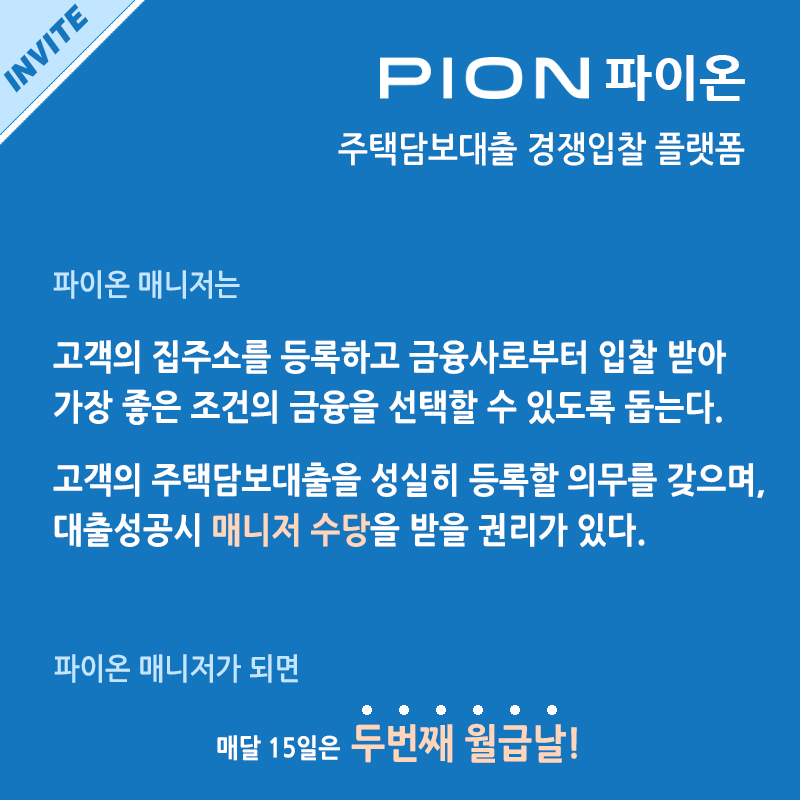 INVITE
PION 파이온
주택담보대출 경쟁입찰 플랫폼
파이온 매니저는
고객의 집주소를 등록하고 금융사로부터 입찰 받아
가장 좋은 조건의 금융을 선택할 수 있도록 돕는다.
고객의 주택담보대출을 성실히 등록할 의무를 갖으며,
대출성공시 매니저 수당을 받을 권리가 있다.
파이온 매니저가 되면
매달 15일은 두번째 월급날!